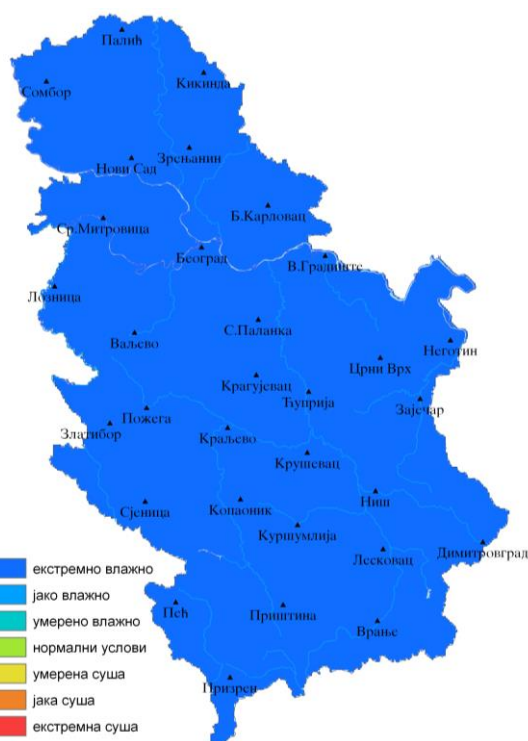 Палић
Кикинда
Сомбор
Зрењанин
Нови Сад
Б.Карловац
Ср.Митровица
Београд
В.Градиште
Лозница
С.Паланка
Ваљево
Неготин
Црни Врх
Крагујевац
Ћуприја
Зајечар
Пожега
Златибор
Краљево
Крушевац
Сјеница
Копаоник
Ниш
Куршумлија
Димитровград
Лесковац
Пећ
Приштина
Врање
Призрен
екстремно влажно
јако влажно
умерено влажно
нормални услови
умерена суша
јака суша
екстремна суша